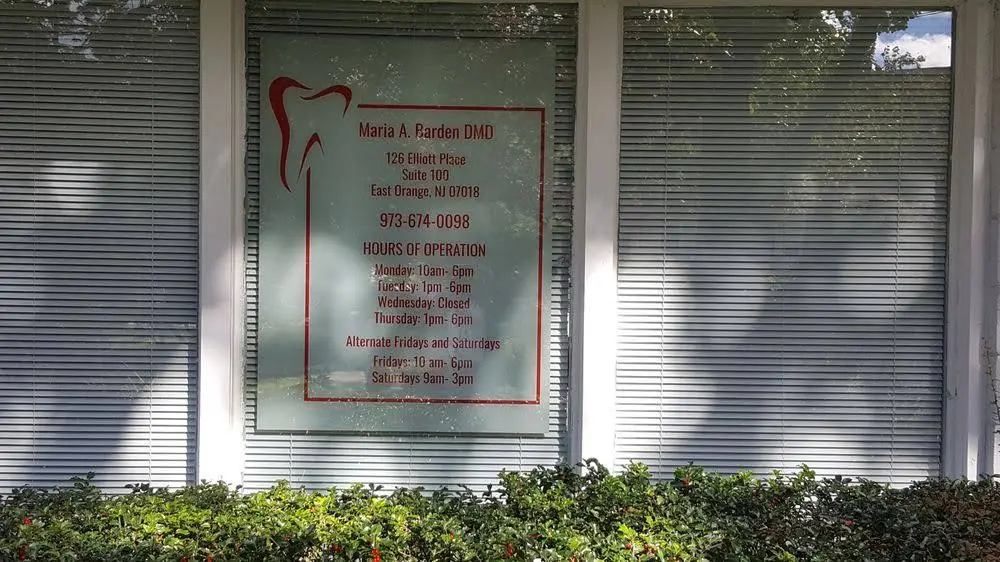 Maria A. Barden DMD
126 Elliott Place
Suite 100
East Orange, NJ 07018
973-674-0098
HOURS OF OPERATION
Monday: 10am- 6pm
Tuesday: 1pm -6pm
Wednesday: Closed
Thursday: 1pm- 6pm
Alternate Fridays and Saturdays
Fridays: 10 am- 6pm
Saturdays 9am- 3pm